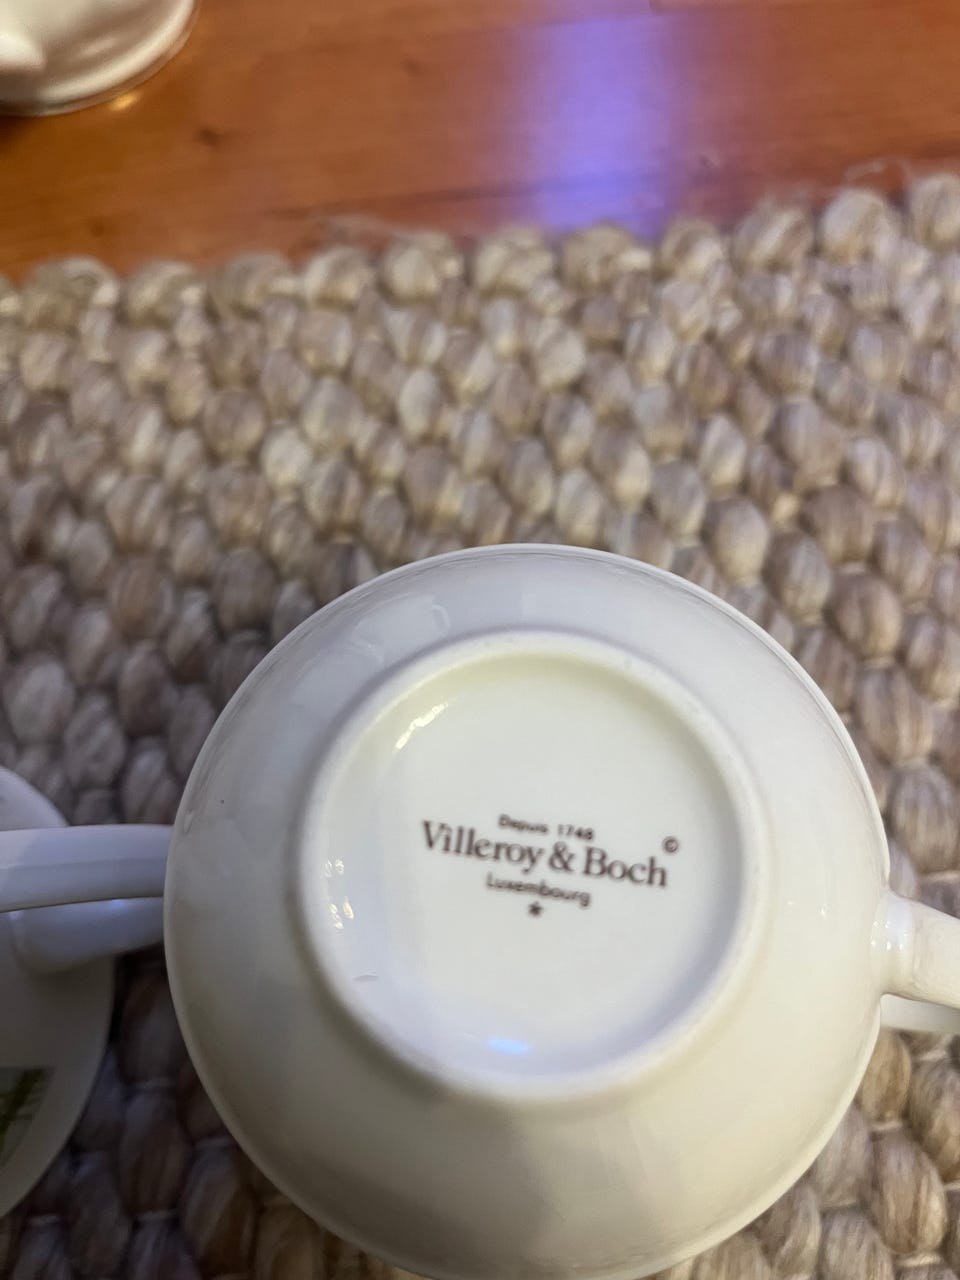 Depuis 1748
Villeroy & Boch ©
Luxembourg
*